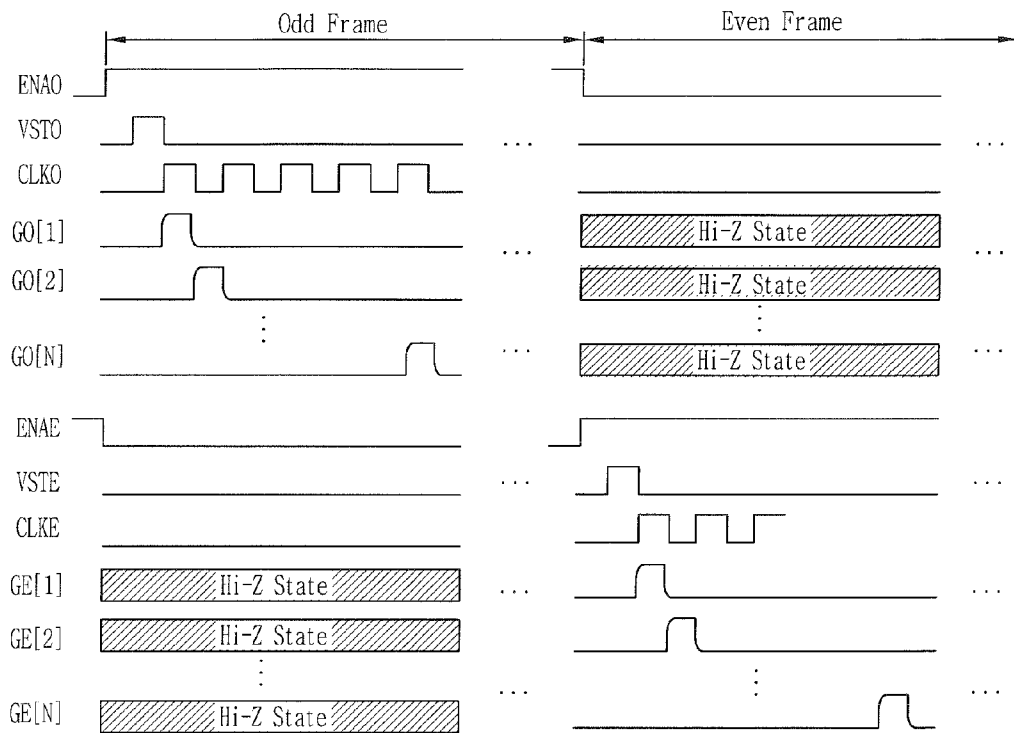 Odd Frame Even Frame
ENAO
VSTO ... ...
CLKO
GO[1] Hi-Z State
... ...
GO[2] Hi-Z State
⋮ ⋮
GO[N] ... Hi-Z State ...
ENAE
VSTE ... ...
CLKE
GE[1] Hi-Z State ... ...
GE[2] Hi-Z State
⋮ ⋮
... ...
GE[N] Hi-Z State